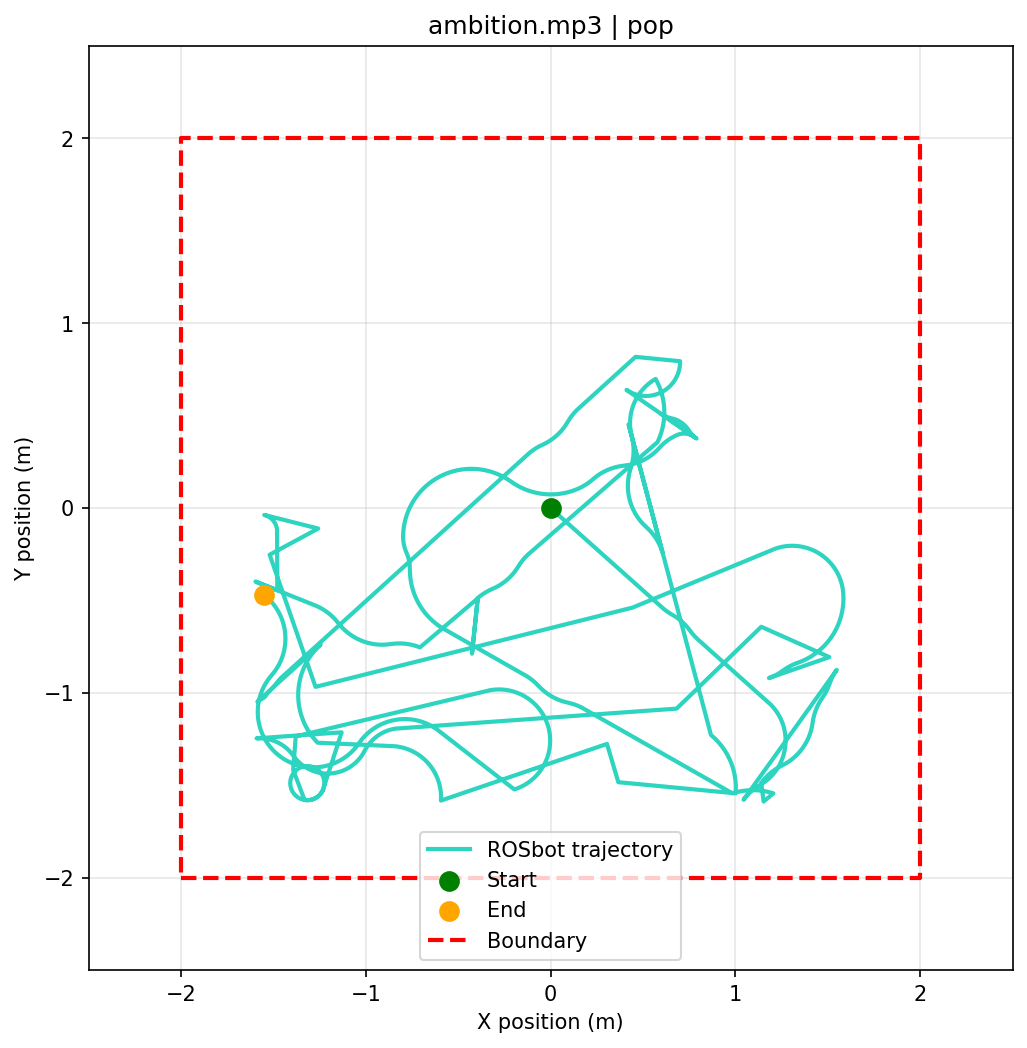 ambition.mp3 | pop
Y position (m)
2
1
0
−1
−2
ROSbot trajectory
Start
End
Boundary
−2
−1
0
1
2
X position (m)